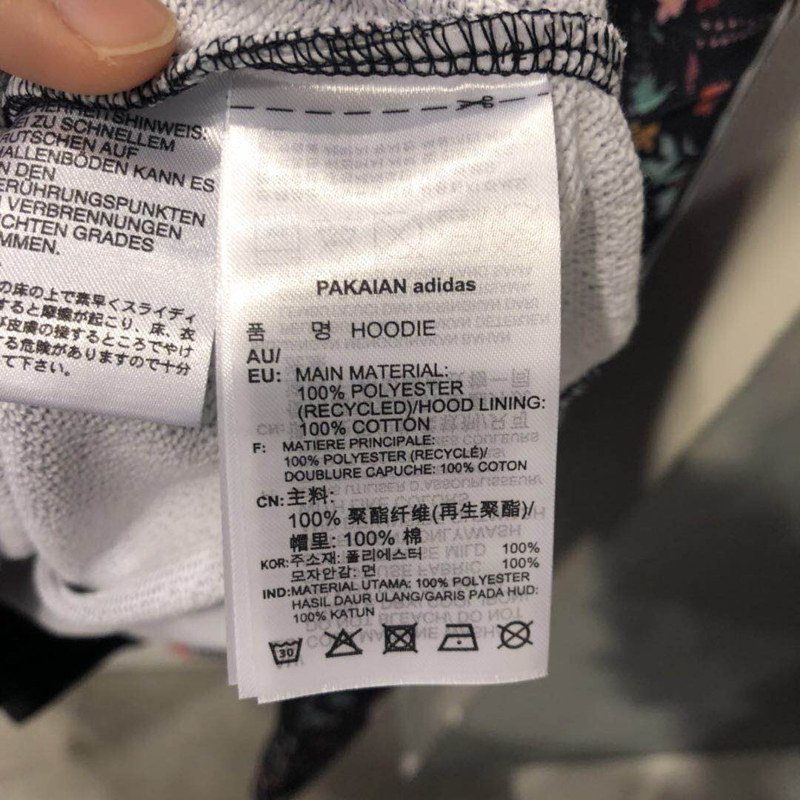 HERHEITSHINWEIS:
EI ZU SCHNELLEM
RUTSCHEN AUF
HALLENBÖDEN KANN ES
N DEN
ERÜHRUNGSPUNKTEN
VERBRENNUNGEN
CHTEN GRADES
MMEN.
の床の上で素早くスライディ
すると摩擦が起こり、床、衣
び皮膚の接するところでやけ
する危険がありますので十分
て下さい。
PAKAIAN adidas
품 명 HOODIE
AU/
EU: MAIN MATERIAL:
100% POLYESTER
(RECYCLED)/HOOD LINING:
100% COTTON
F: MATIERE PRINCIPALE:
100% POLYESTER (RECYCLÉ)/
DOUBLURE CAPUCHE: 100% COTON
CN: 主料:
100% 聚酯纤维(再生聚酯)/
帽里: 100% 棉
KOR: 주소재: 폴리에스터 100%
모자안감: 면 100%
IND: MATERIAL UTAMA: 100% POLYESTER
HASIL DAUR ULANG/GARIS PADA HUD:
100% KATUN
30